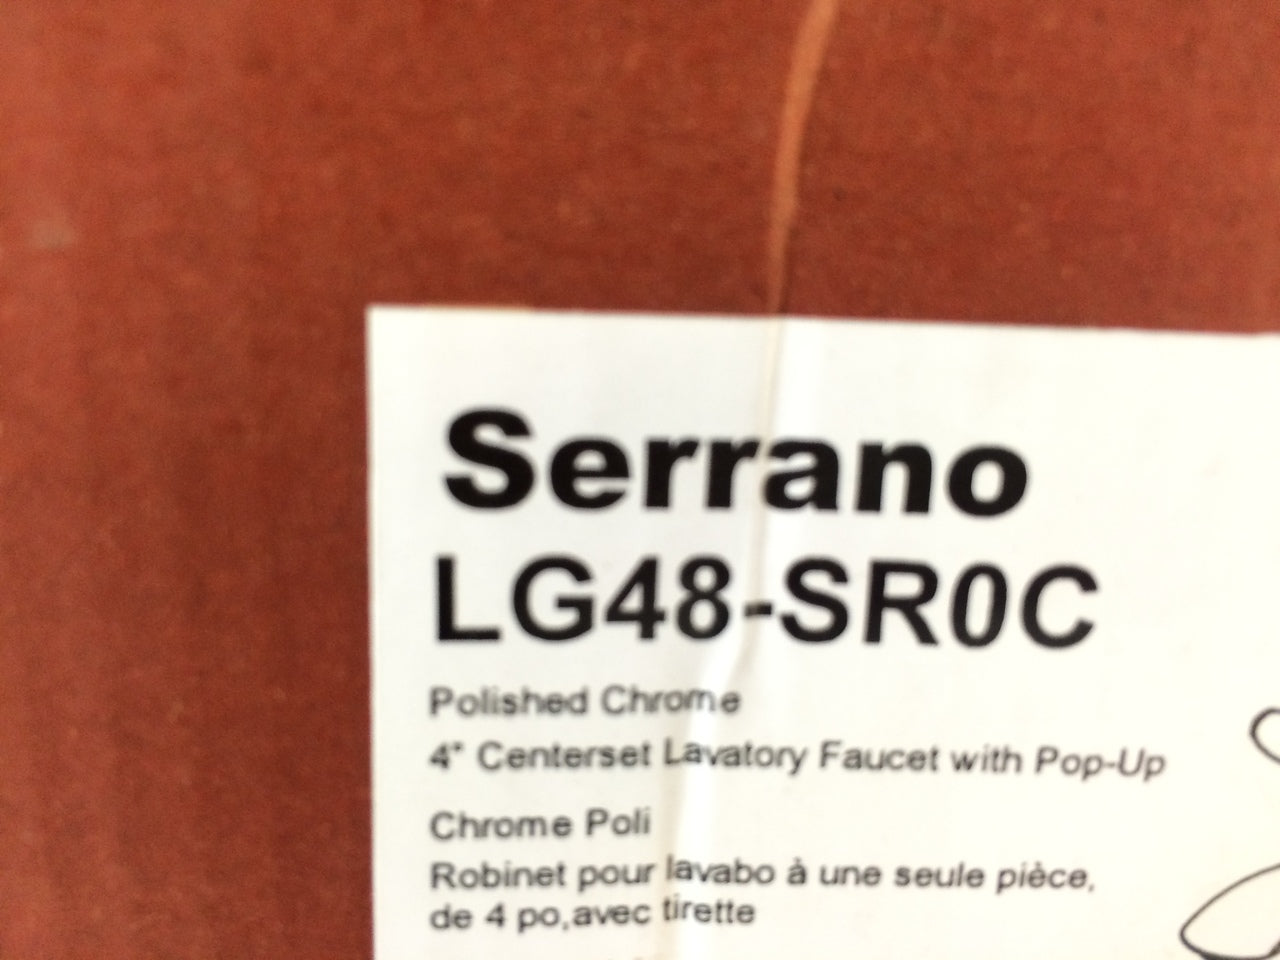 Serrano
LG48-SR0C
Polished Chrome
4" Centerset Lavatory Faucet with Pop-Up
Chrome Poli
Robinet pour lavabo à une seule pièce,
de 4 po,avec tirette